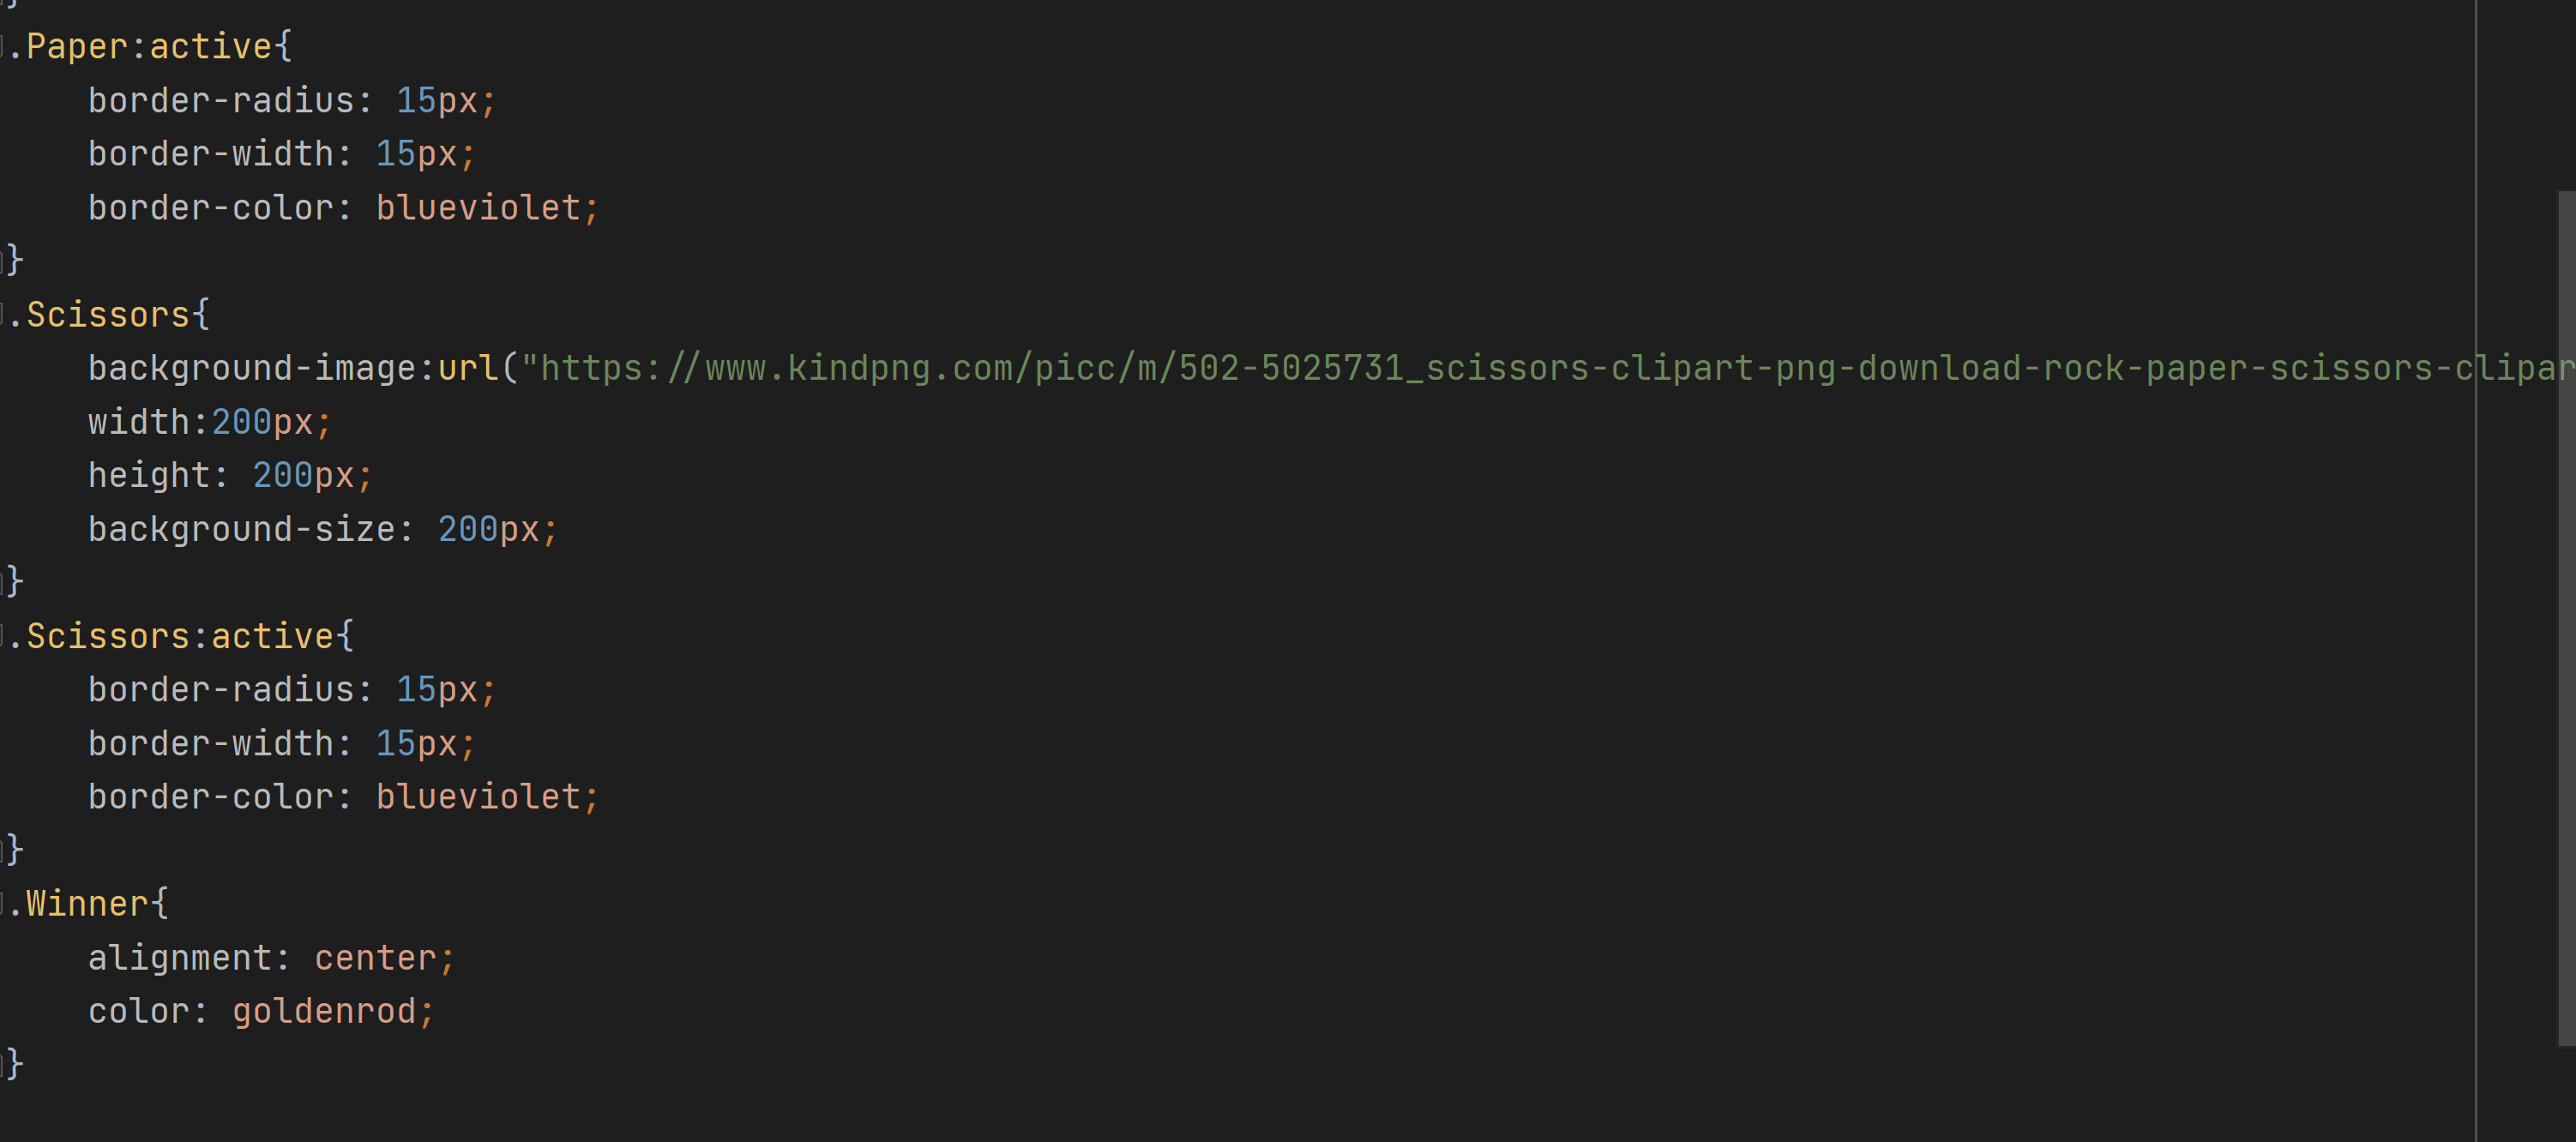 }
.Paper:active{
    border-radius: 15px;
    border-width: 15px;
    border-color: blueviolet;
}
.Scissors{
    background-image:url("https://www.kindpng.com/picc/m/502-5025731_scissors-clipart-png-download-rock-paper-scissors-clipar
    width:200px;
    height: 200px;
    background-size: 200px;
}
.Scissors:active{
    border-radius: 15px;
    border-width: 15px;
    border-color: blueviolet;
}
.Winner{
    alignment: center;
    color: goldenrod;
}